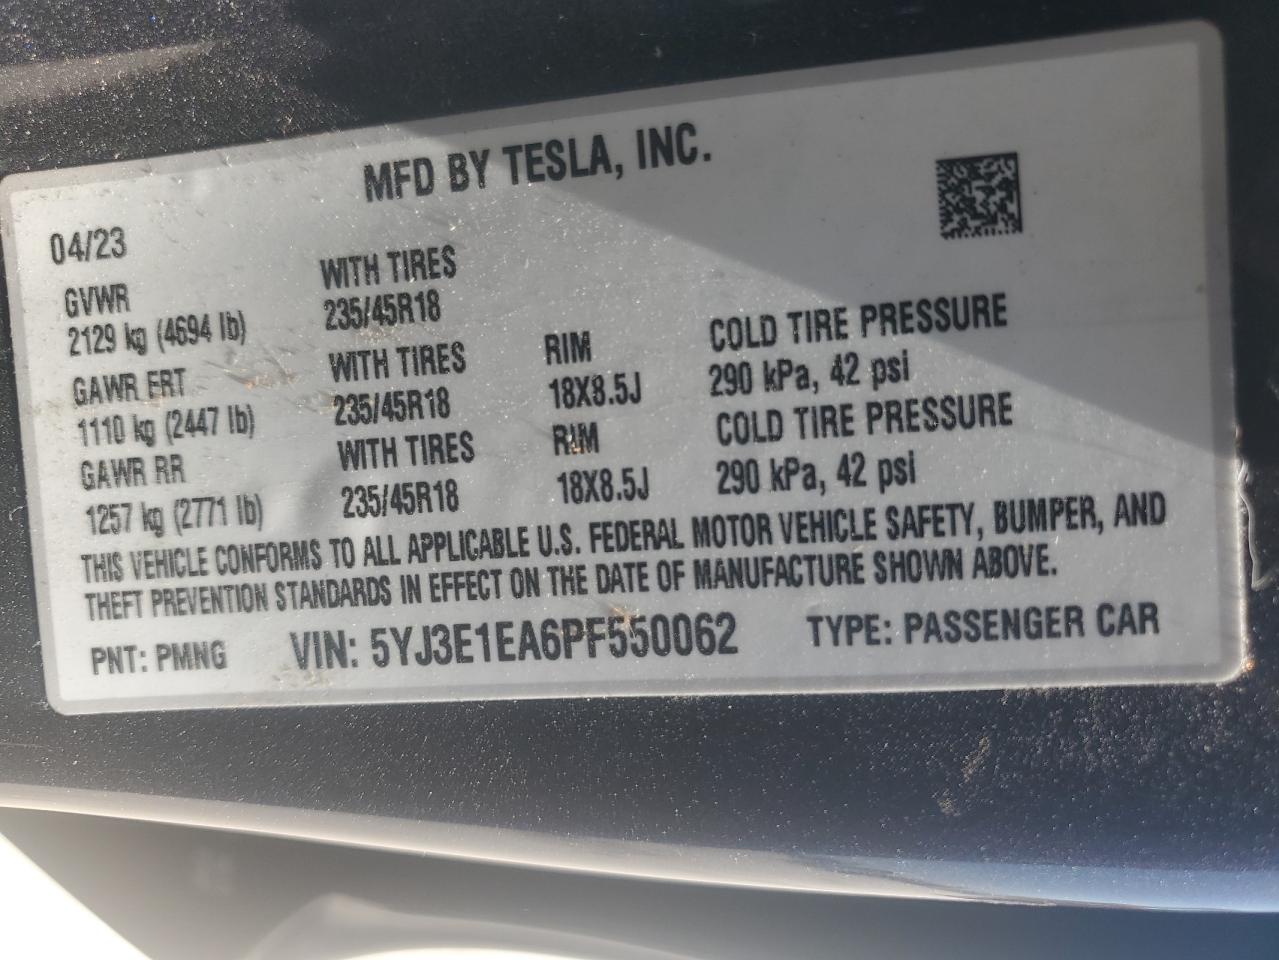 MFD BY TESLA, INC.
04/23
GVWR WITH TIRES
2129 kg (4694 lb) 235/45R18
GAWR FRT WITH TIRES RIM COLD TIRE PRESSURE
1110 kg (2447 lb) 235/45R18 18X8.5J 290 kPa, 42 psi
GAWR RR WITH TIRES RIM COLD TIRE PRESSURE
1257 kg (2771 lb) 235/45R18 18X8.5J 290 kPa, 42 psi
THIS VEHICLE CONFORMS TO ALL APPLICABLE U.S. FEDERAL MOTOR VEHICLE SAFETY, BUMPER, AND
THEFT PREVENTION STANDARDS IN EFFECT ON THE DATE OF MANUFACTURE SHOWN ABOVE.
PNT: PMNG VIN: 5YJ3E1EA6PF550062 TYPE: PASSENGER CAR